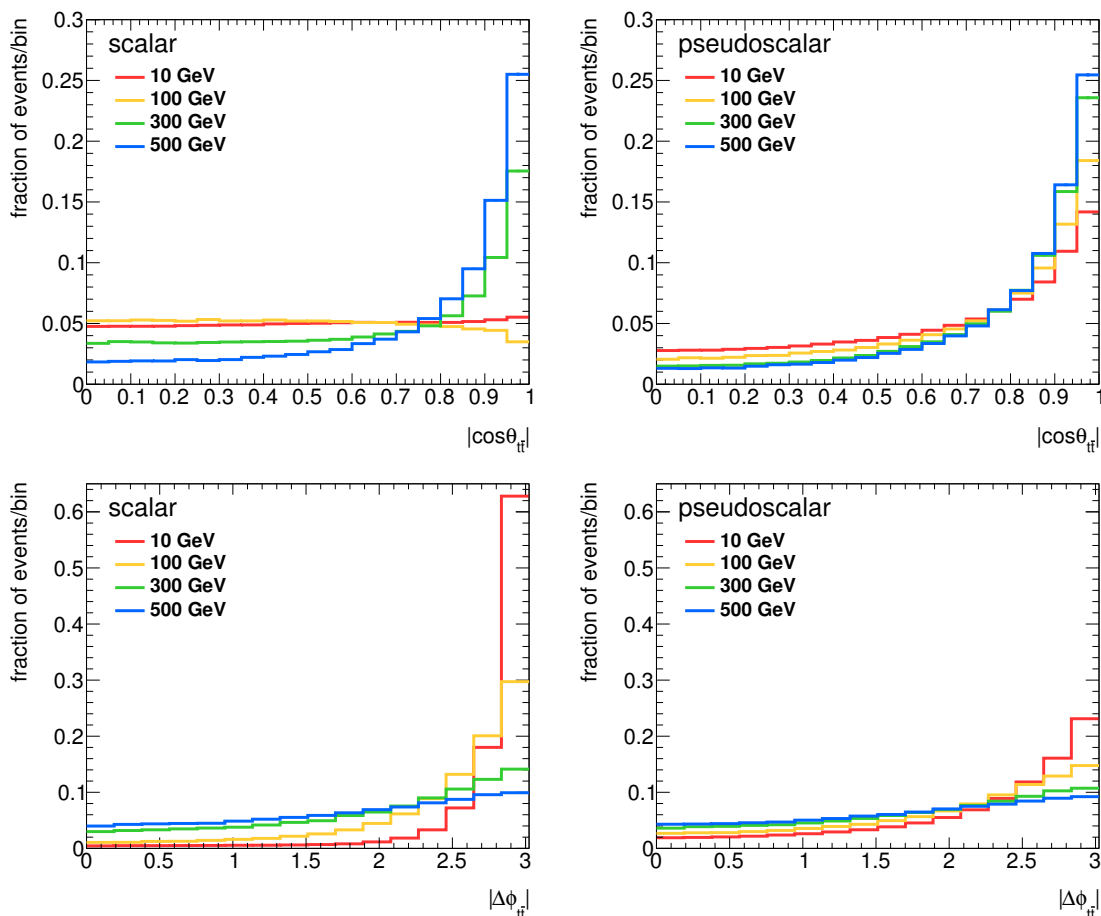 fraction of events/bin
scalar
10 GeV
100 GeV
300 GeV
500 GeV
0.3
0.25
0.2
0.15
0.1
0.05
0
0 0.1 0.2 0.3 0.4 0.5 0.6 0.7 0.8 0.9 1
|cosθ_{tt̄}|
fraction of events/bin
pseudoscalar
10 GeV
100 GeV
300 GeV
500 GeV
0.3
0.25
0.2
0.15
0.1
0.05
0
0 0.1 0.2 0.3 0.4 0.5 0.6 0.7 0.8 0.9 1
|cosθ_{tt̄}|
fraction of events/bin
scalar
10 GeV
100 GeV
300 GeV
500 GeV
0.6
0.5
0.4
0.3
0.2
0.1
0
0 0.5 1 1.5 2 2.5 3
|Δϕ_{tt̄}|
fraction of events/bin
pseudoscalar
10 GeV
100 GeV
300 GeV
500 GeV
0.6
0.5
0.4
0.3
0.2
0.1
0
0 0.5 1 1.5 2 2.5 3
|Δϕ_{tt̄}|